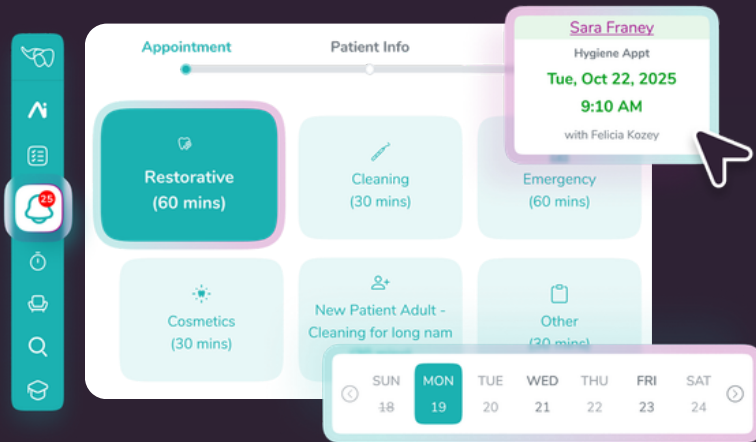 Appointment
Patient Info
Sara Franey
Hygiene Appt
Tue, Oct 22, 2025
9:10 AM
with Felicia Kozey
Ai
25
Restorative
(60 mins)
Cleaning
(30 mins)
Emergency
(60 mins)
Cosmetics
(30 mins)
New Patient Adult -
Cleaning for long nam
Other
(30 mins)
SUN MON TUE WED THU FRI SAT
18 19 20 21 22 23 24